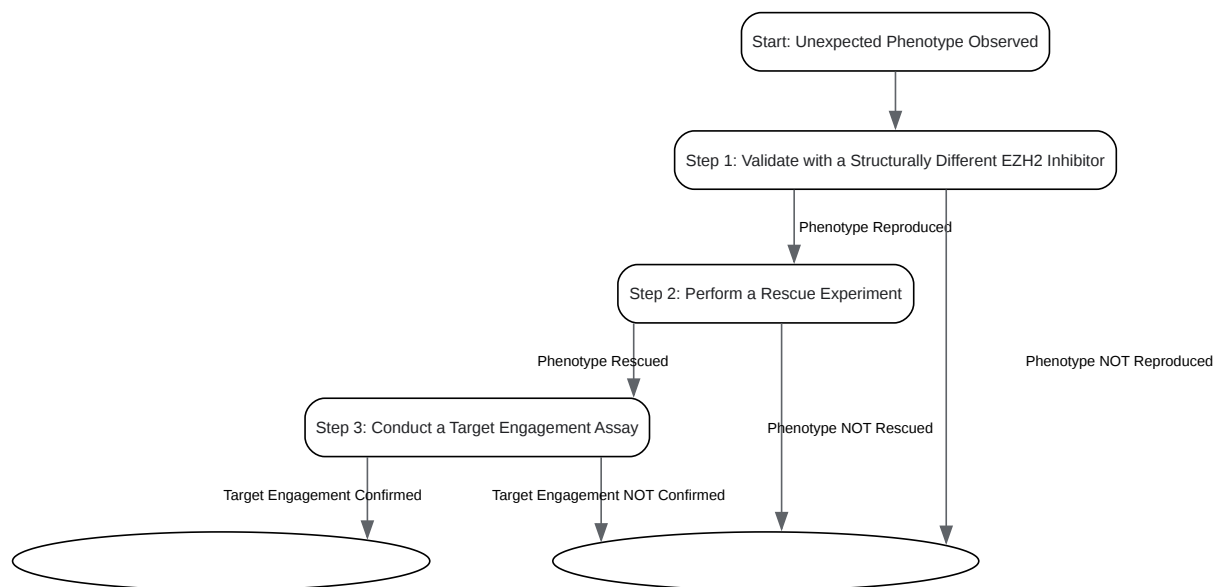 Start: Unexpected Phenotype Observed
Step 1: Validate with a Structurally Different EZH2 Inhibitor
Phenotype Reproduced
Step 2: Perform a Rescue Experiment
Phenotype Rescued
Phenotype NOT Reproduced
Step 3: Conduct a Target Engagement Assay
Phenotype NOT Rescued
Target Engagement Confirmed
Target Engagement NOT Confirmed